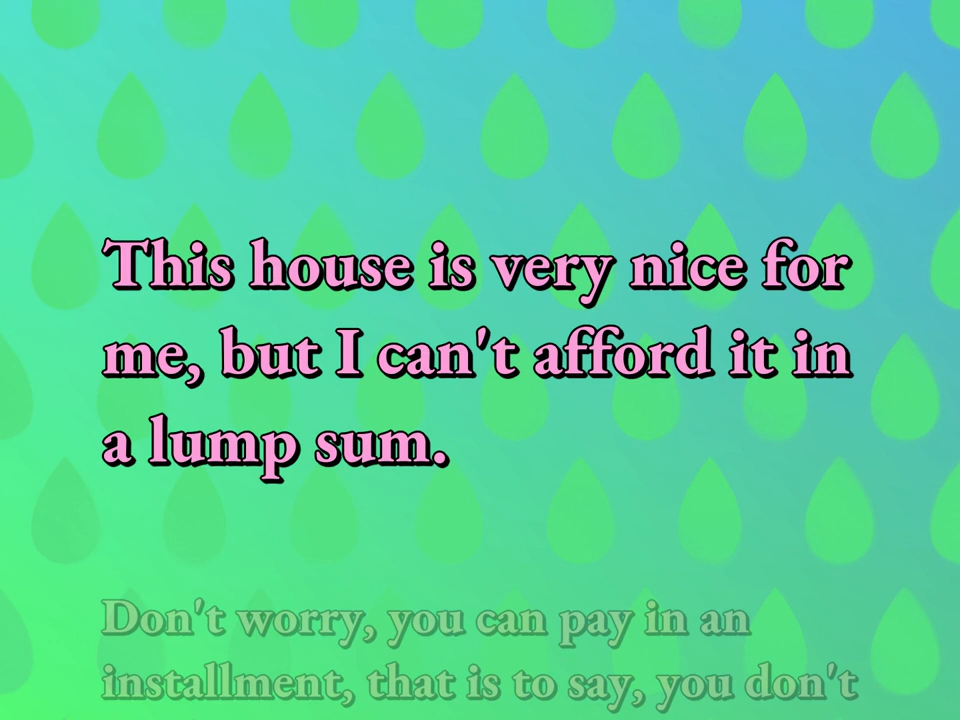 This house is very nice for
me, but I can't afford it in
a lump sum.
Don't worry, you can pay in an
installment, that is to say, you don't